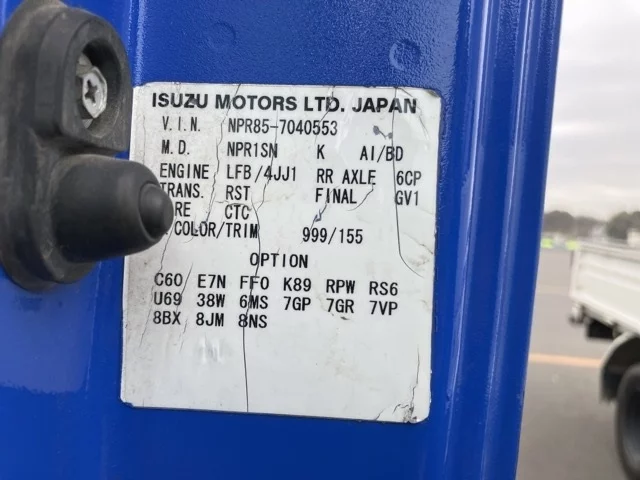 ISUZU MOTORS LTD. JAPAN
V.I.N. NPR85-7040553
M.D. NPR1SN K AI/BD
ENGINE LFB/4JJ1 RR AXLE 6CP
TRANS. RST FINAL GV1
RE CTC
COLOR/TRIM 999/155
OPTION
C60 E7N FF0 K89 RPW RS6
U69 38W 6MS 7GP 7GR 7VP
8BX 8JM 8NS